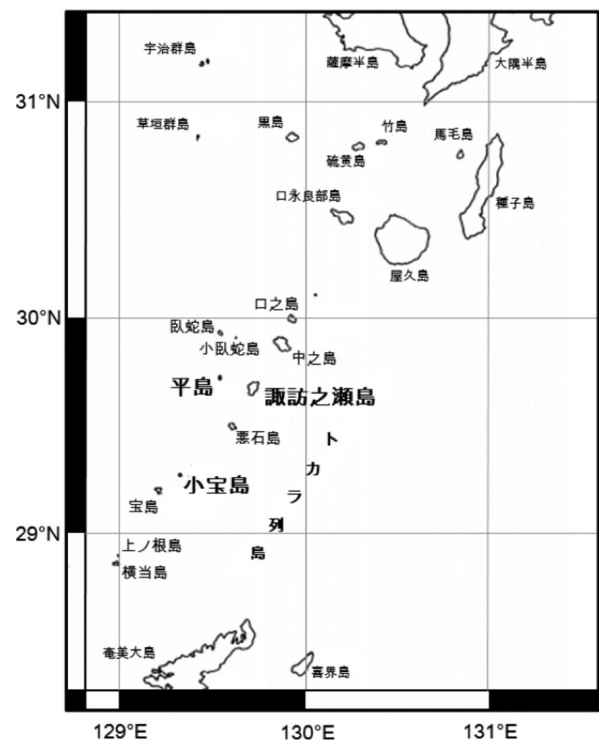 宇治群島
薩摩半島
大隅半島
31°N
草垣群島
黒島
竹島
馬毛島
硫黄島
口永良部島
種子島
屋久島
口之島
30°N
臥蛇島
小臥蛇島
中之島
平島
諏訪之瀬島
悪石島
トカラ列島
小宝島
宝島
29°N
上ノ根島
横当島
奄美大島
喜界島
129°E
130°E
131°E